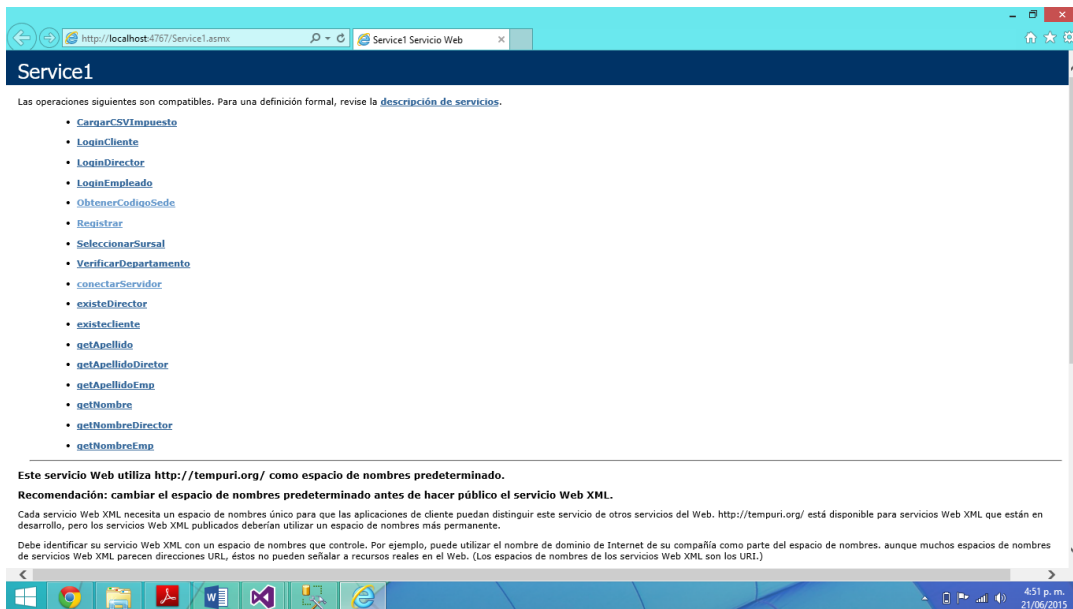 http://localhost:4767/Service1.asmx
Service1 Servicio Web
Service1
Las operaciones siguientes son compatibles. Para una definición formal, revise la descripción de servicios.
CargarCSVImpuesto
LoginCliente
LoginDirector
LoginEmpleado
ObtenerCodigoSede
Registrar
SeleccionarSursal
VerificarDepartamento
conectarServidor
existeDirector
existecliente
getApellido
getApellidoDiretor
getApellidoEmp
getNombre
getNombreDirector
getNombreEmp
Este servicio Web utiliza http://tempuri.org/ como espacio de nombres predeterminado.
Recomendación: cambiar el espacio de nombres predeterminado antes de hacer público el servicio Web XML.
Cada servicio Web XML necesita un espacio de nombres único para que las aplicaciones de cliente puedan distinguir este servicio de otros servicios del Web. http://tempuri.org/ está disponible para servicios Web XML que están en
desarrollo, pero los servicios Web XML publicados deberían utilizar un espacio de nombres más permanente.
Debe identificar su servicio Web XML con un espacio de nombres que controle. Por ejemplo, puede utilizar el nombre de dominio de Internet de su compañía como parte del espacio de nombres. aunque muchos espacios de nombres
de servicios Web XML parecen direcciones URL, éstos no pueden señalar a recursos reales en el Web. (Los espacios de nombres de los servicios Web XML son los URI.)
4:51 p. m.
21/06/2015